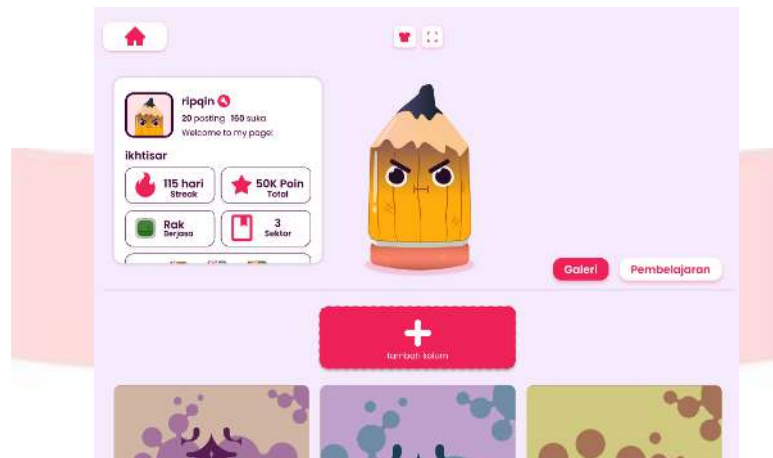 ripqin
20 posting 160 suka
Welcome to my page!
ikhtisar
115 hari
Streak
50K Poin
Total
Rak
Berjasa
3
Sektor
Galeri
Pembelajaran
tambah kolom